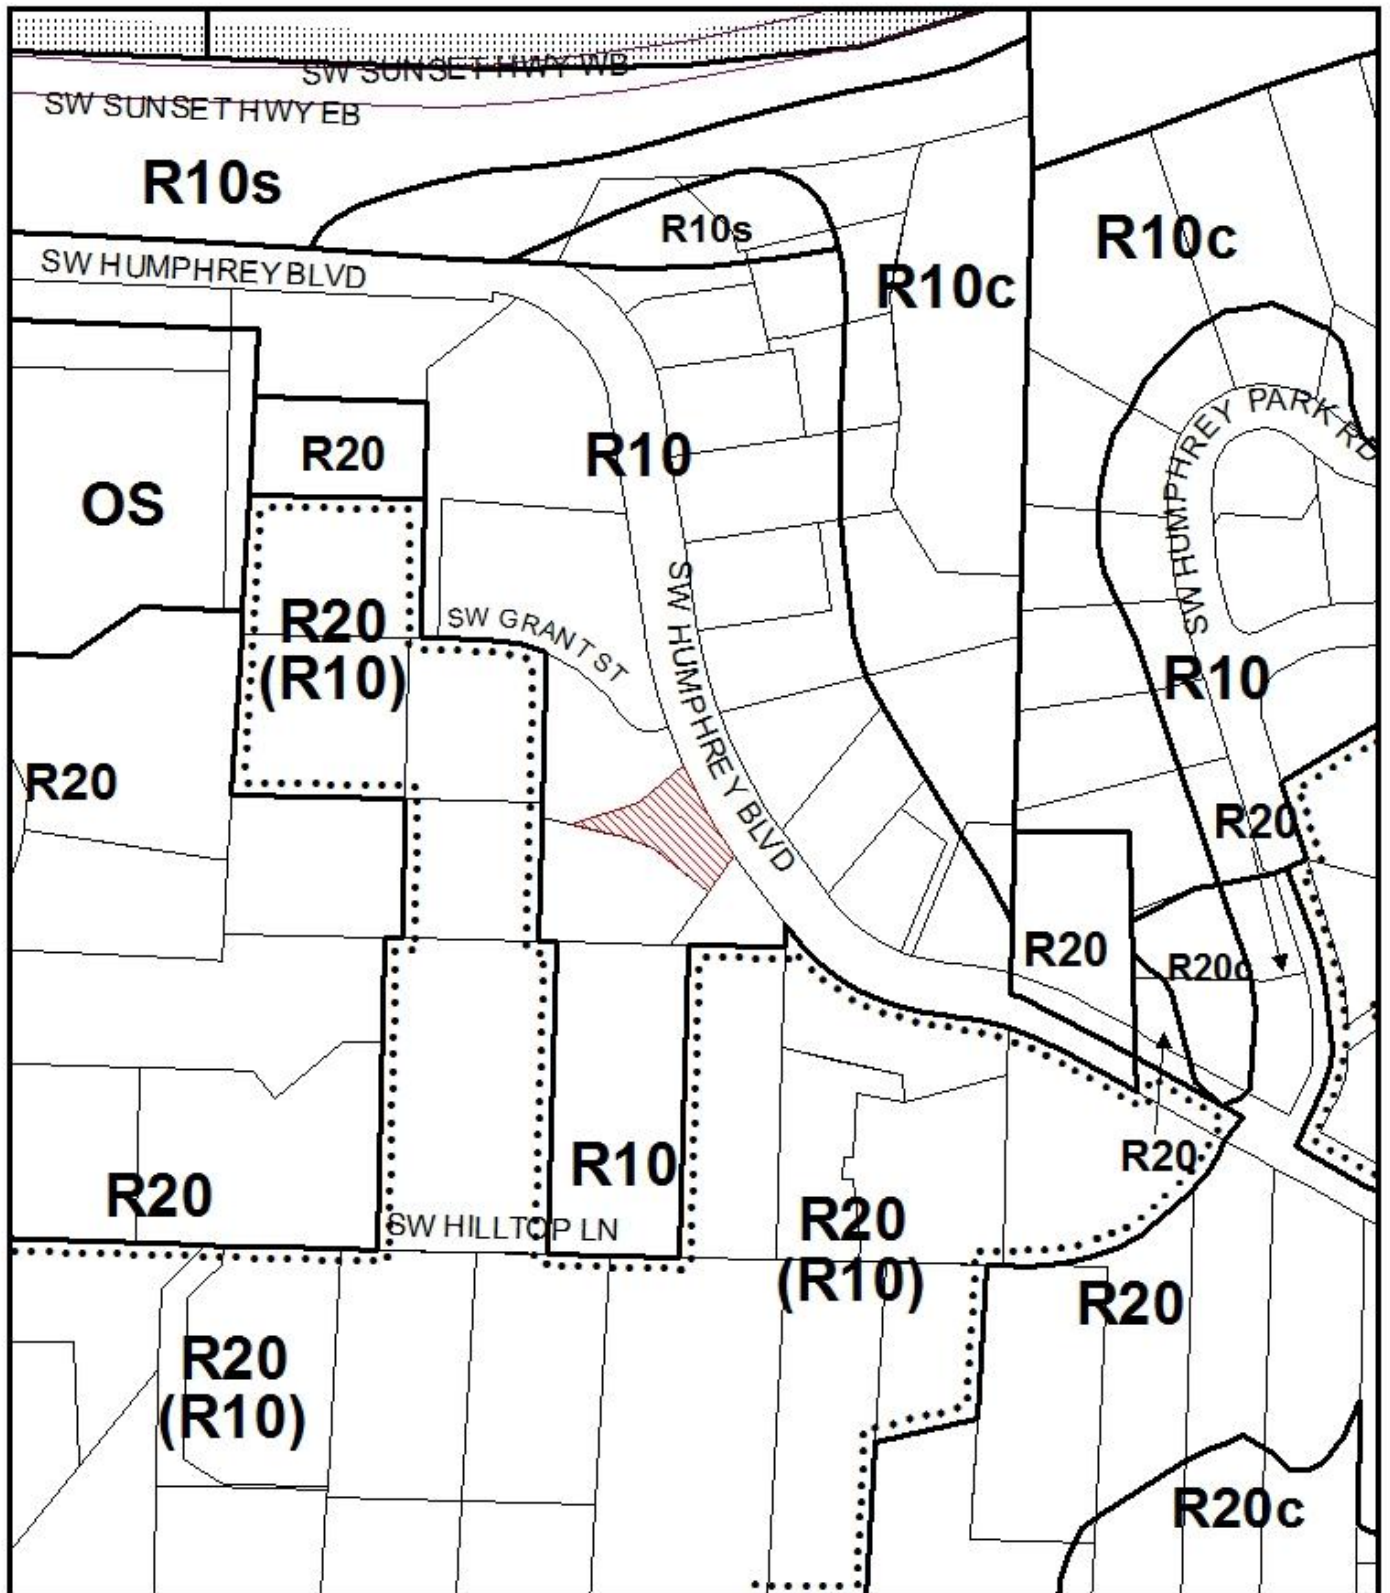 SW SUNSET HWY WB
SW SUNSET HWY EB
R10s
R10s
R10c
SW HUMPHREY BLVD
R10c
SW HUMPHREY PARK RD
R20
R10
OS
SW HUMPHREY BLVD
R20
(R10)
SW GRANT ST
R10
R20
R20
R20
R20c
R20
R10
R20
SW HILLTOP LN
R20
(R10)
R20
R20
(R10)
R20c